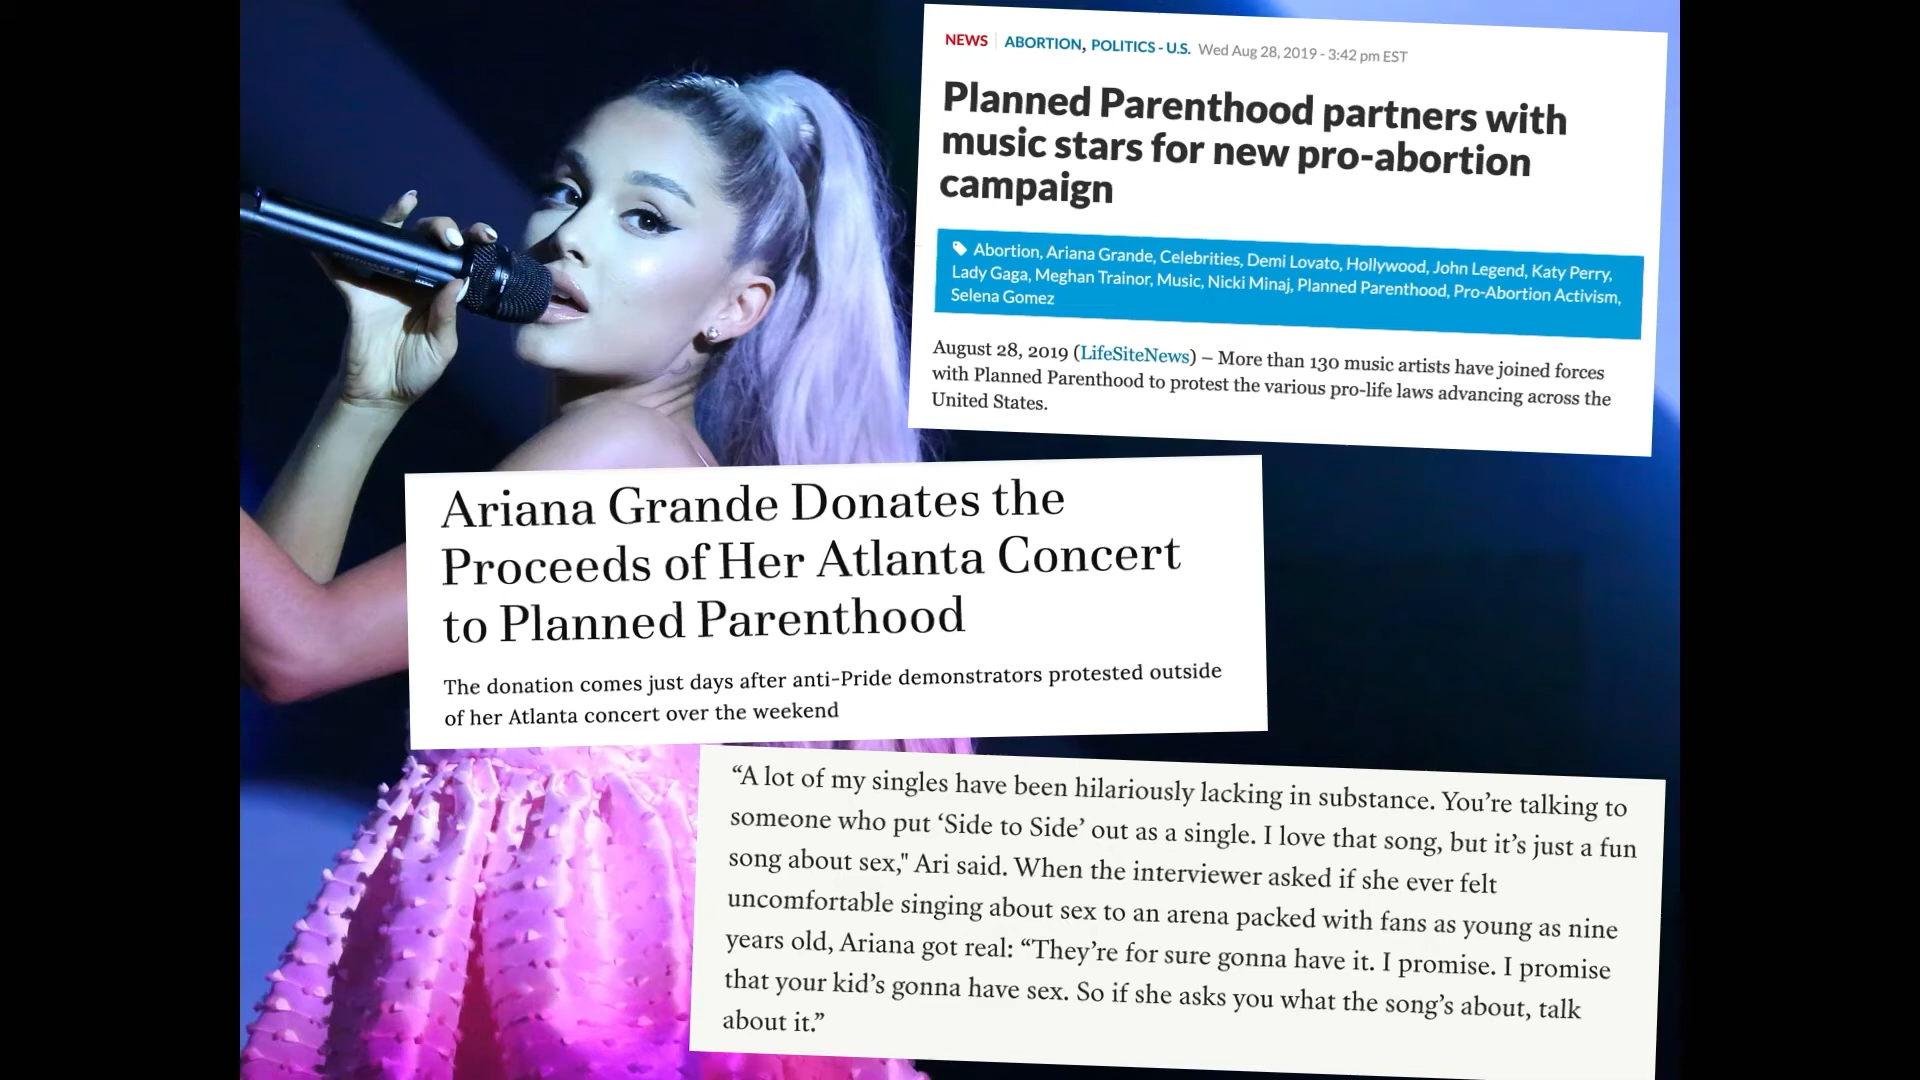 NEWS | ABORTION, POLITICS - U.S. Wed Aug 28, 2019 - 3:42 pm EST
Planned Parenthood partners with
music stars for new pro-abortion
campaign
Abortion, Ariana Grande, Celebrities, Demi Lovato, Hollywood, John Legend, Katy Perry,
Lady Gaga, Meghan Trainor, Music, Nicki Minaj, Planned Parenthood, Pro-Abortion Activism,
Selena Gomez
August 28, 2019 (LifeSiteNews) – More than 130 music artists have joined forces
with Planned Parenthood to protest the various pro-life laws advancing across the
United States.
Ariana Grande Donates the
Proceeds of Her Atlanta Concert
to Planned Parenthood
The donation comes just days after anti-Pride demonstrators protested outside
of her Atlanta concert over the weekend
“A lot of my singles have been hilariously lacking in substance. You’re talking to
someone who put ‘Side to Side’ out as a single. I love that song, but it’s just a fun
song about sex," Ari said. When the interviewer asked if she ever felt
uncomfortable singing about sex to an arena packed with fans as young as nine
years old, Ariana got real: “They’re for sure gonna have it. I promise. I promise
that your kid’s gonna have sex. So if she asks you what the song’s about, talk
about it.”